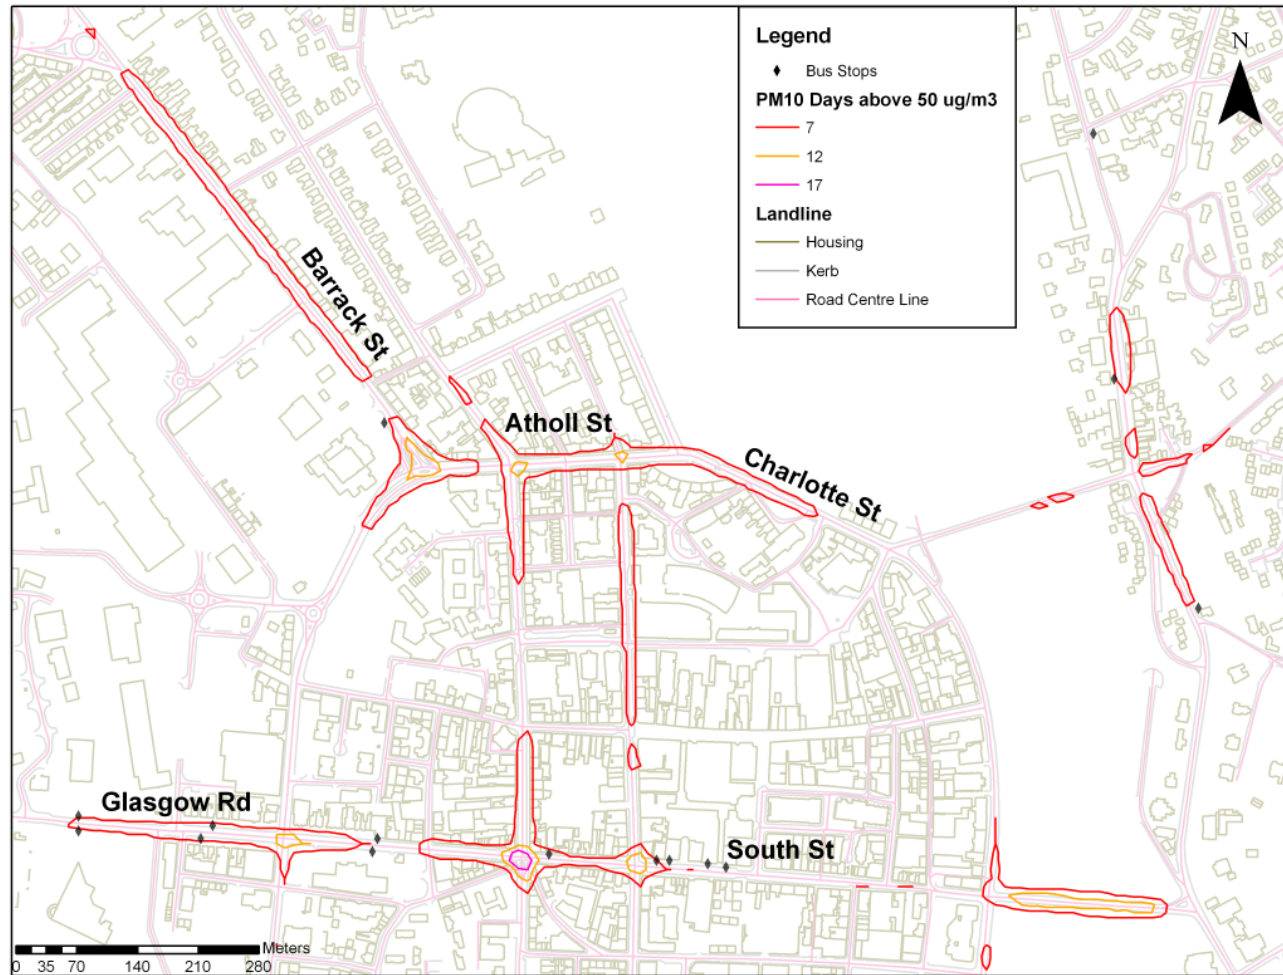 Legend
Bus Stops
PM10 Days above 50 ug/m3
7
12
17
Landline
Housing
Kerb
Road Centre Line
N
Barrack St
Atholl St
Charlotte St
Glasgow Rd
South St
Meters
0 35 70 140 210 280